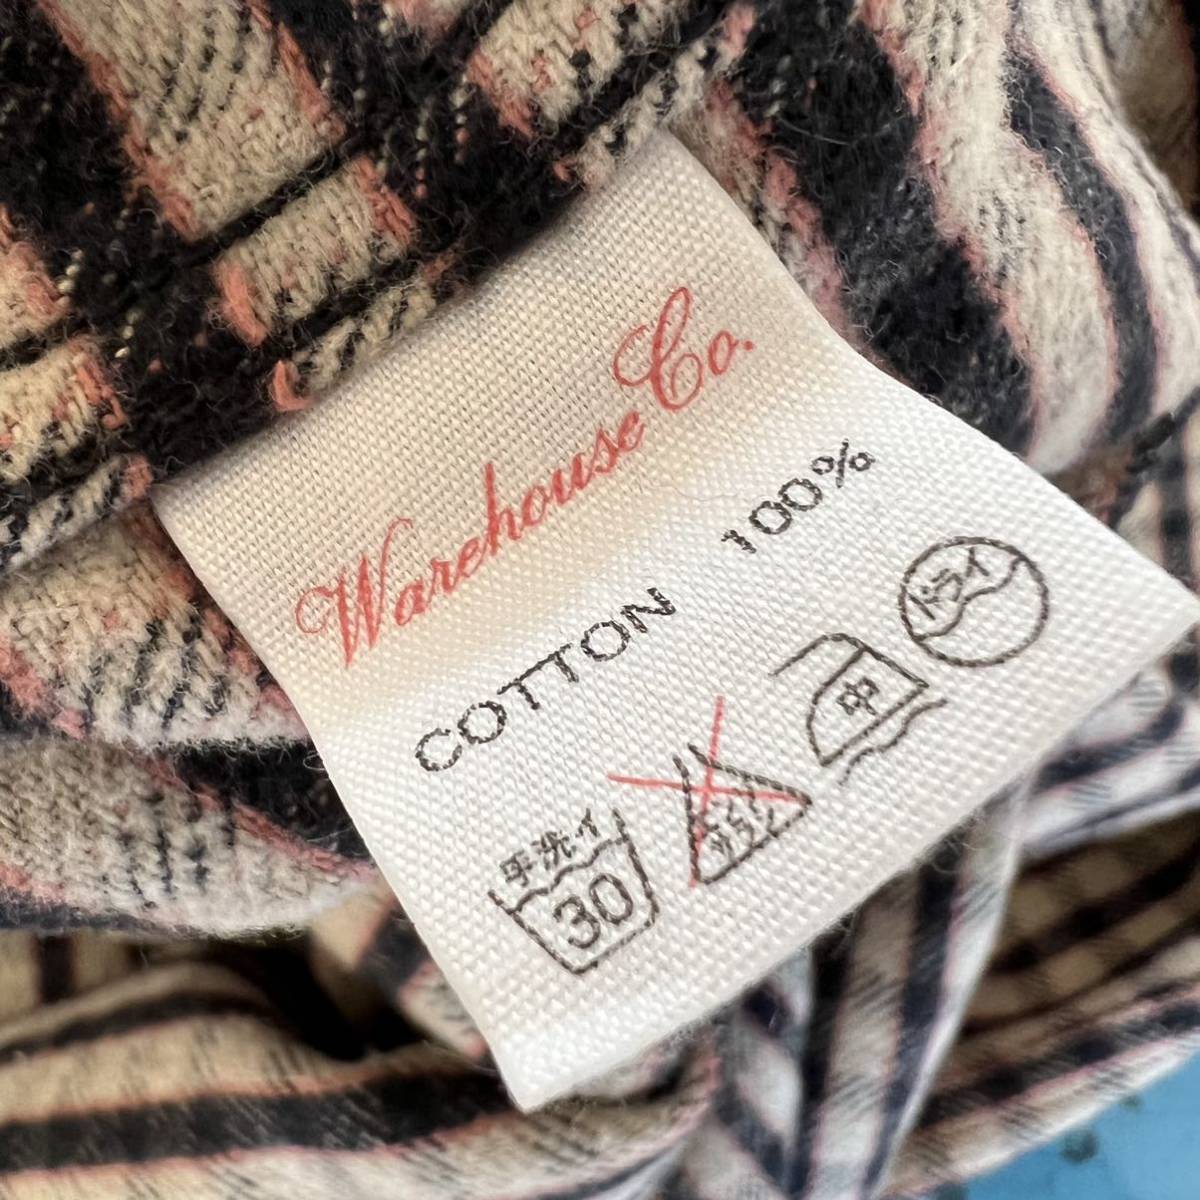 Warehouse Co.
COTTON 100%
手洗イ
30
エンソ
サラシ
中
ドライ